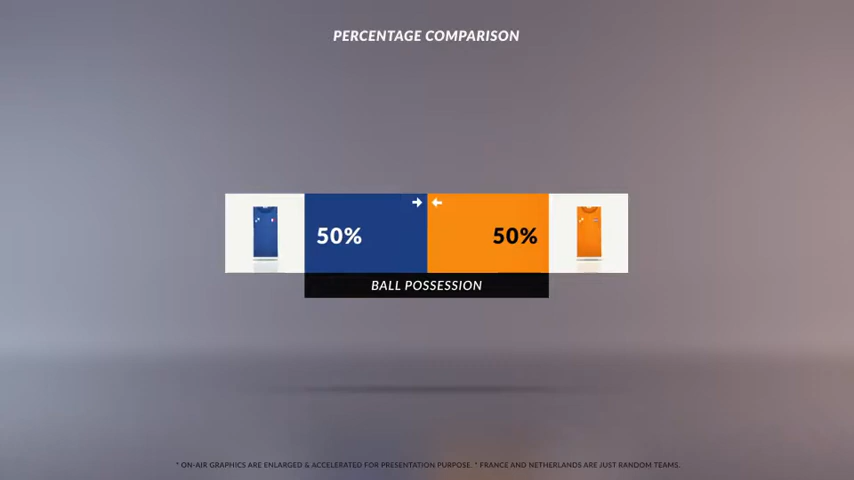 PERCENTAGE COMPARISON
50% 50%
BALL POSSESSION
* ON-AIR GRAPHICS ARE ENLARGED & ACCELERATED FOR PRESENTATION PURPOSE. * FRANCE AND NETHERLANDS ARE JUST RANDOM TEAMS.